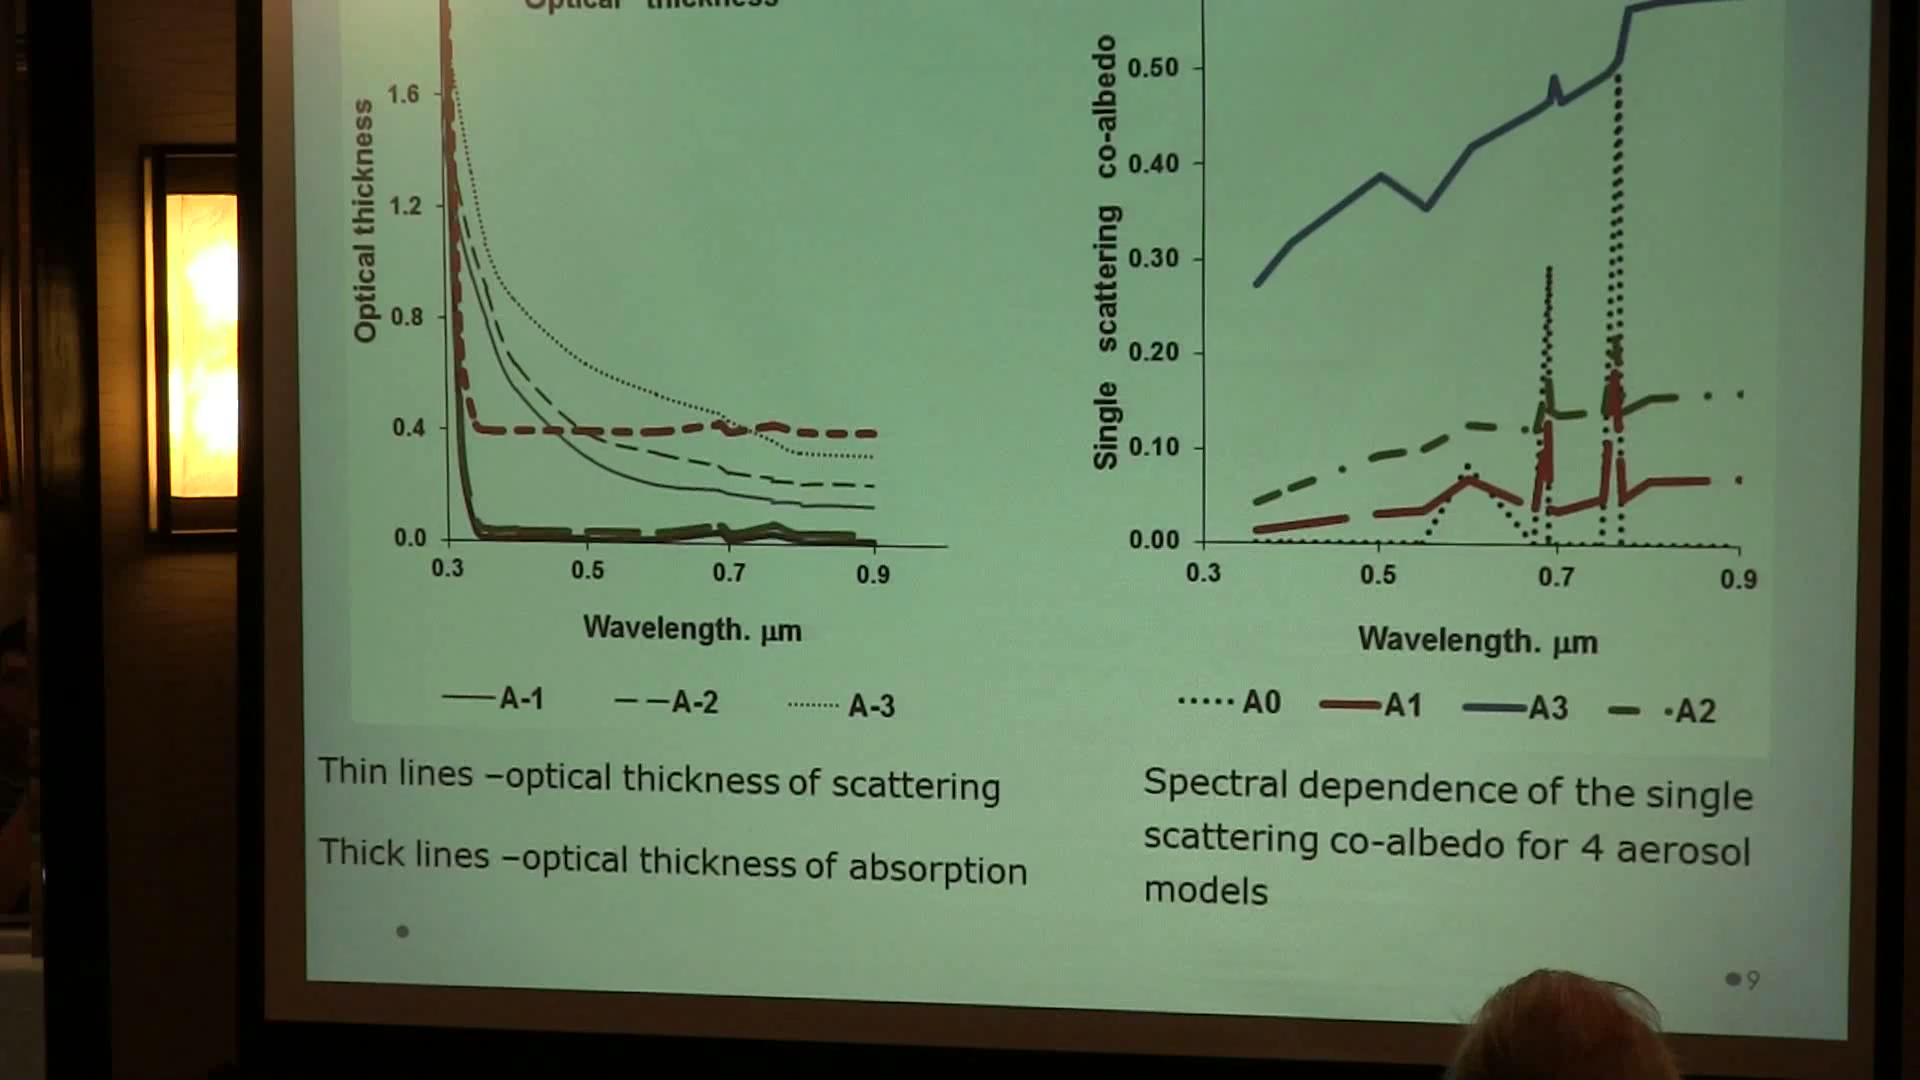 Optical thickness
Optical thickness
1.6
1.2
0.8
0.4
0.0
0.3 0.5 0.7 0.9
Wavelength. μm
A-1 A-2 A-3
Thin lines –optical thickness of scattering
Thick lines –optical thickness of absorption
Single scattering co-albedo
0.50
0.40
0.30
0.20
0.10
0.00
0.3 0.5 0.7 0.9
Wavelength. μm
A0 A1 A3 A2
Spectral dependence of the single
scattering co-albedo for 4 aerosol
models
9